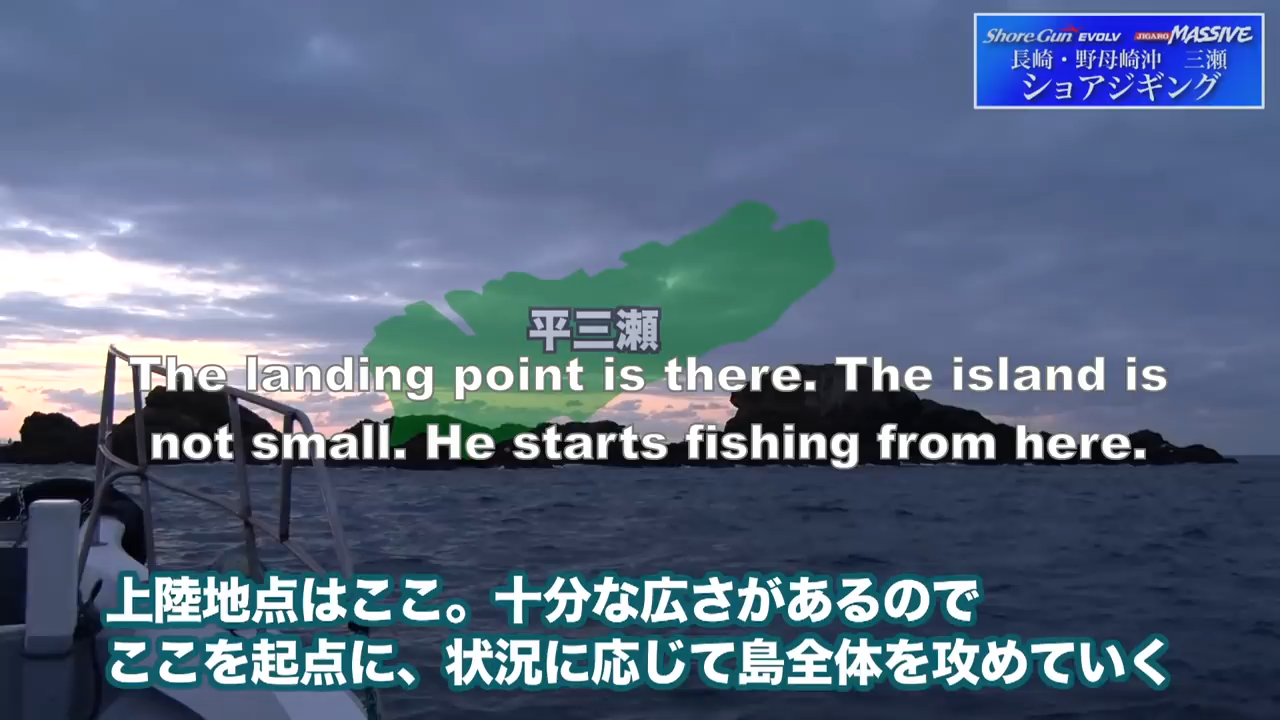 Shore Gun EVOLV JIGARO MASSIVE
長崎・野母崎沖 三瀬
ショアジギング
平三瀬
The landing point is there. The island is
not small. He starts fishing from here.
上陸地点はここ。十分な広さがあるので
ここを起点に、状況に応じて島全体を攻めていく